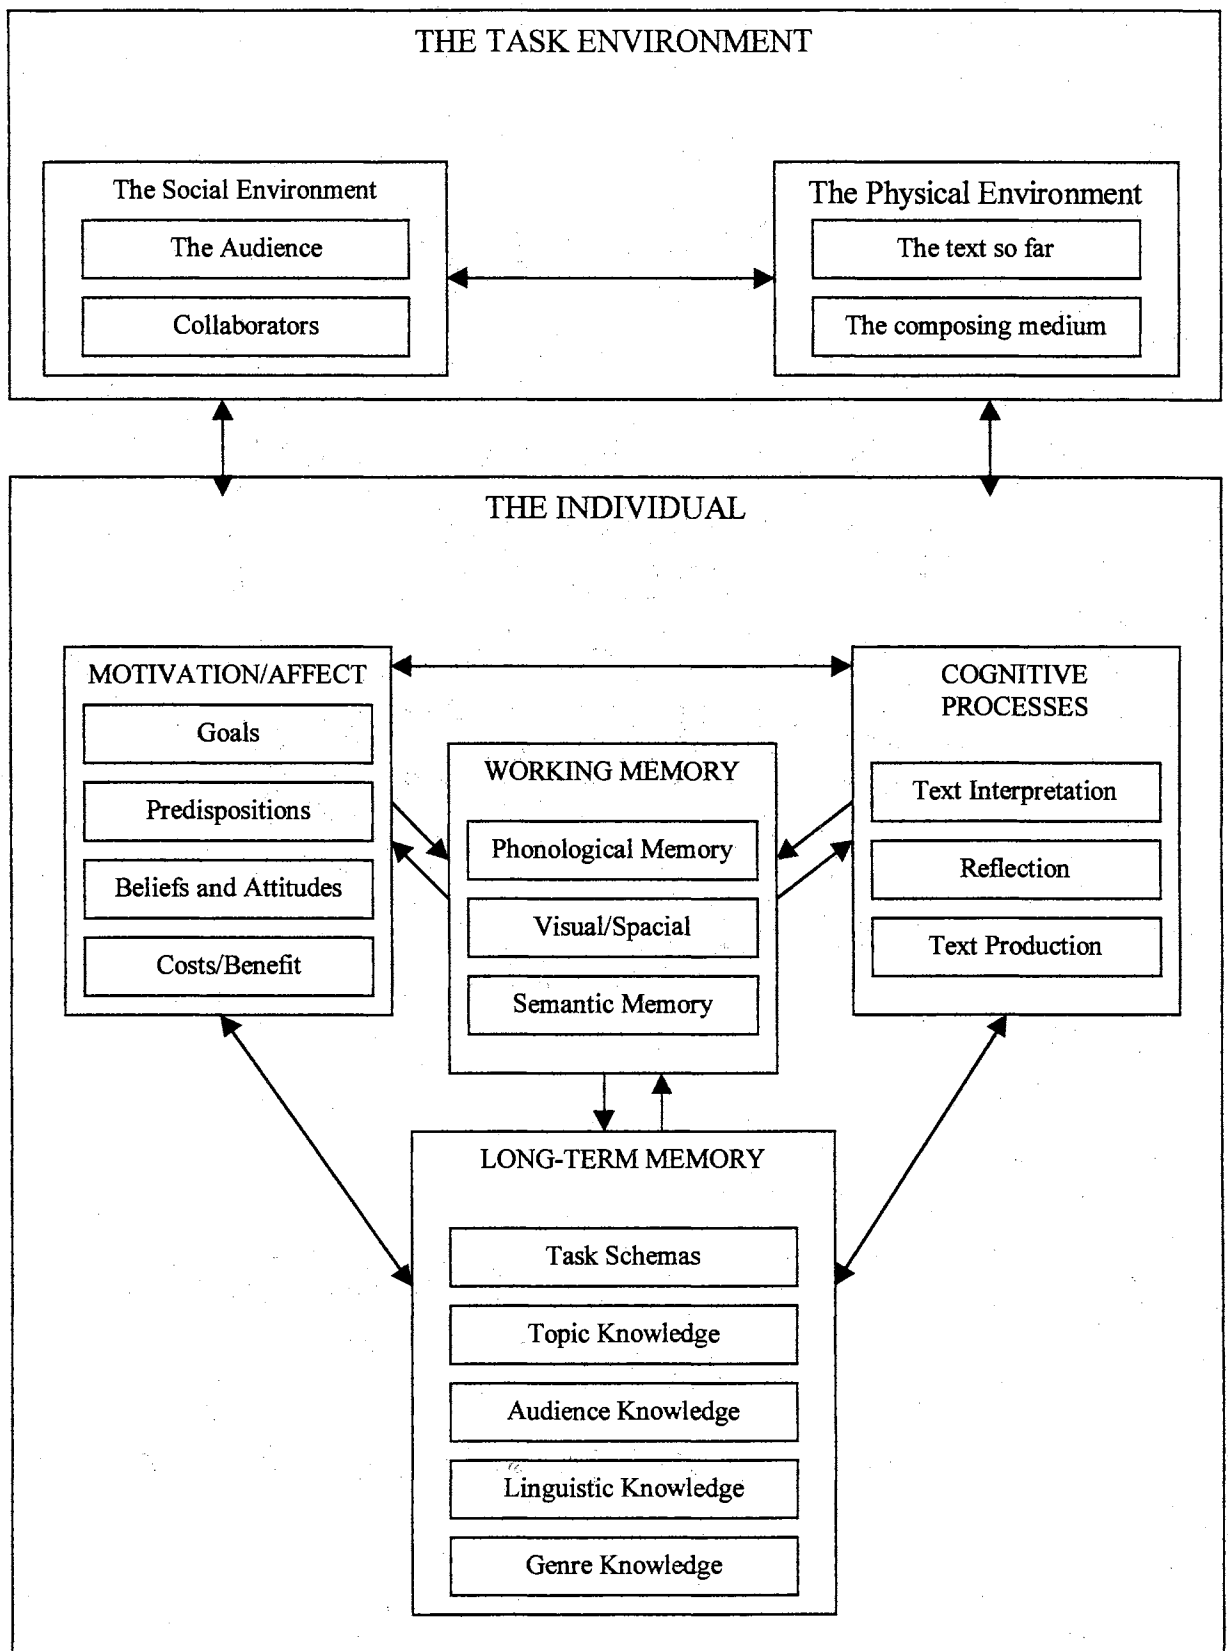 THE TASK ENVIRONMENT
The Social Environment
The Audience
Collaborators
The Physical Environment
The text so far
The composing medium
THE INDIVIDUAL
MOTIVATION/AFFECT
Goals
Predispositions
Beliefs and Attitudes
Costs/Benefit
WORKING MEMORY
Phonological Memory
Visual/Spacial
Semantic Memory
COGNITIVE
PROCESSES
Text Interpretation
Reflection
Text Production
LONG-TERM MEMORY
Task Schemas
Topic Knowledge
Audience Knowledge
Linguistic Knowledge
Genre Knowledge